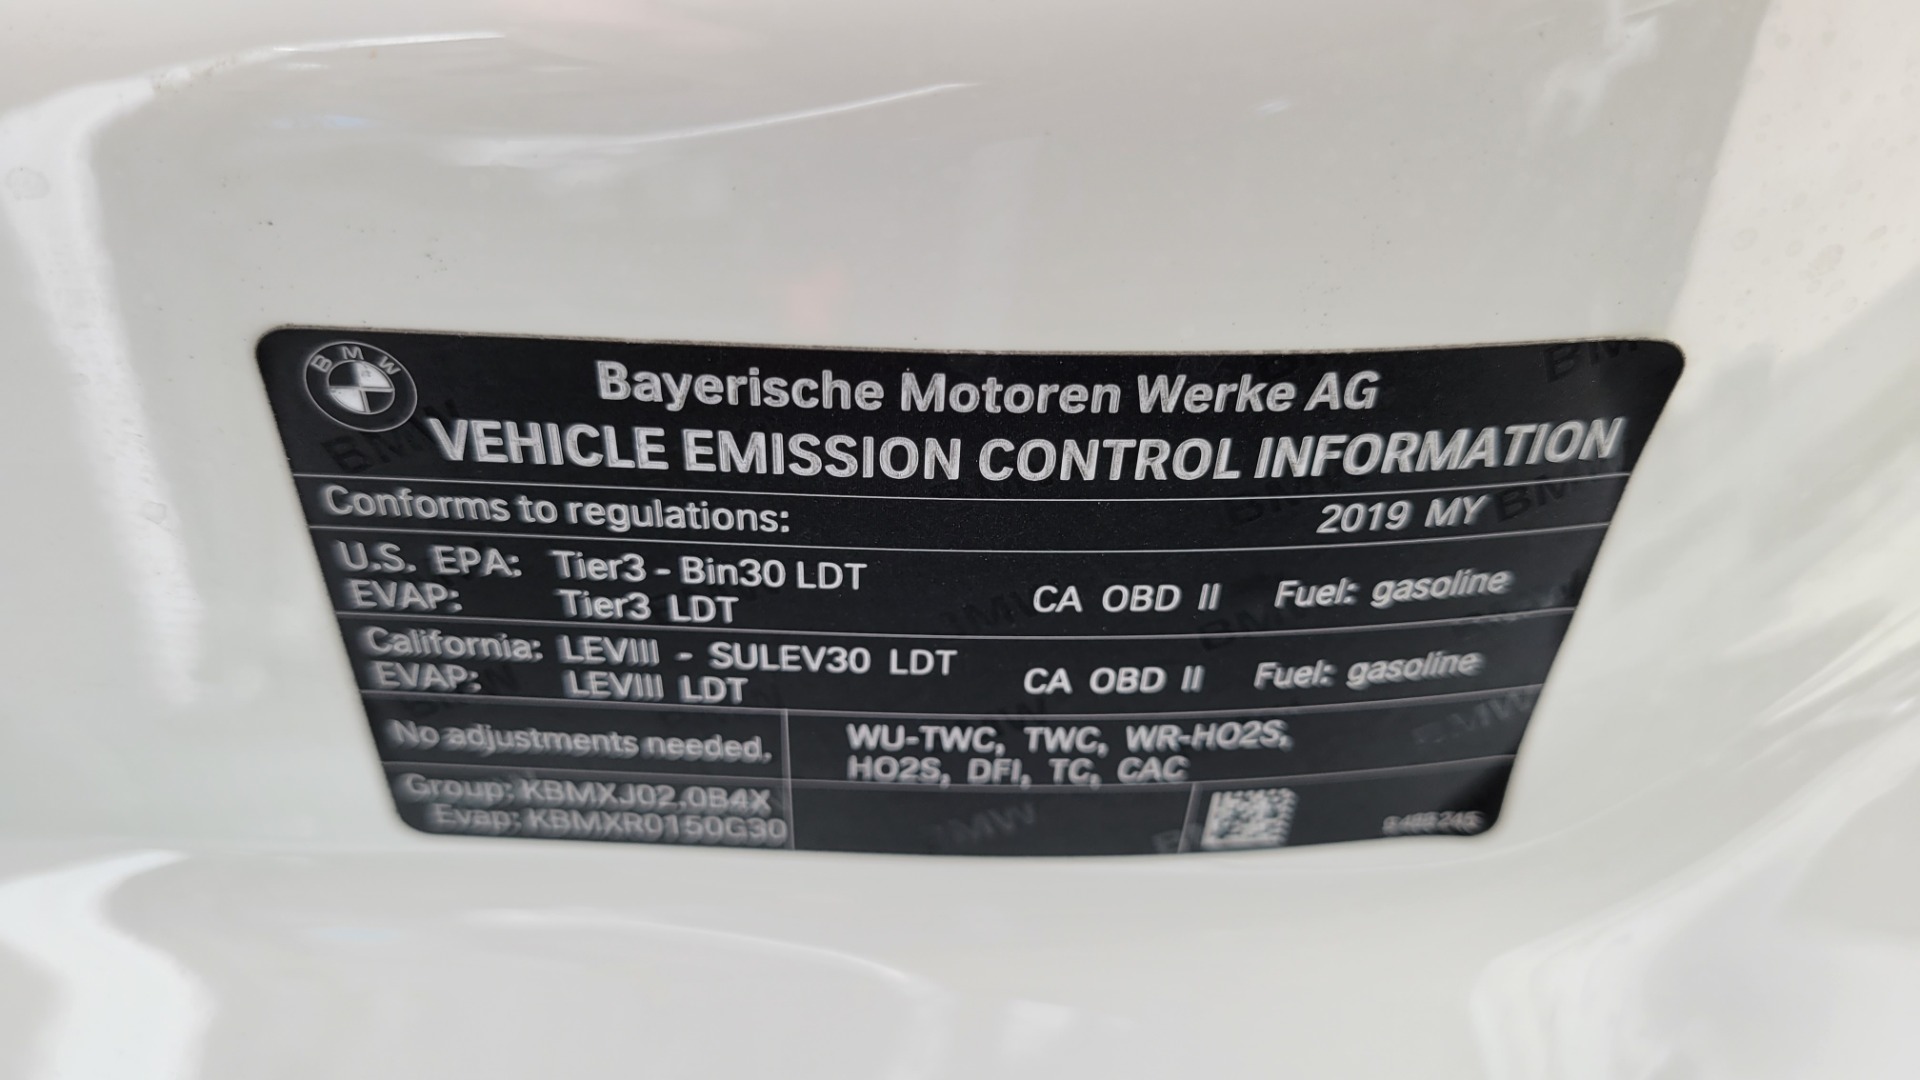 BMW
Bayerische Motoren Werke AG
VEHICLE EMISSION CONTROL INFORMATION
Conforms to regulations: 2019 MY
U.S. EPA: Tier3 - Bin30 LDT
EVAP: Tier3 LDT
CA OBD II Fuel: gasoline
California: LEVIII - SULEV30 LDT
EVAP: LEVIII LDT
CA OBD II Fuel: gasoline
No adjustments needed.
WU-TWC, TWC, WR-HO2S,
HO2S, DFI, TC, CAC
Group: KBMXJ02.0B4X
Evap: KBMXR0150G30